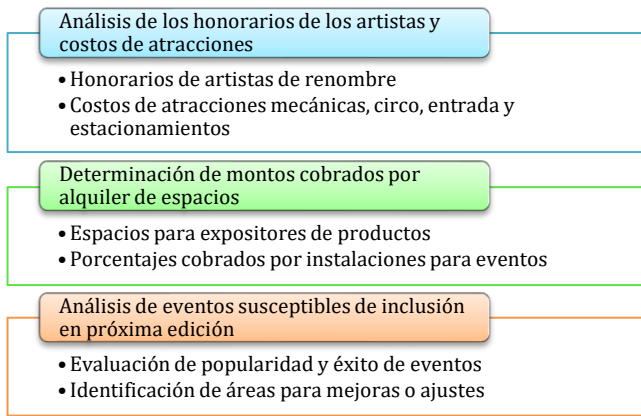 Análisis de los honorarios de los artistas y
costos de atracciones
• Honorarios de artistas de renombre
• Costos de atracciones mecánicas, circo, entrada y
estacionamientos
Determinación de montos cobrados por
alquiler de espacios
• Espacios para expositores de productos
• Porcentajes cobrados por instalaciones para eventos
Análisis de eventos susceptibles de inclusión
en próxima edición
• Evaluación de popularidad y éxito de eventos
• Identificación de áreas para mejoras o ajustes